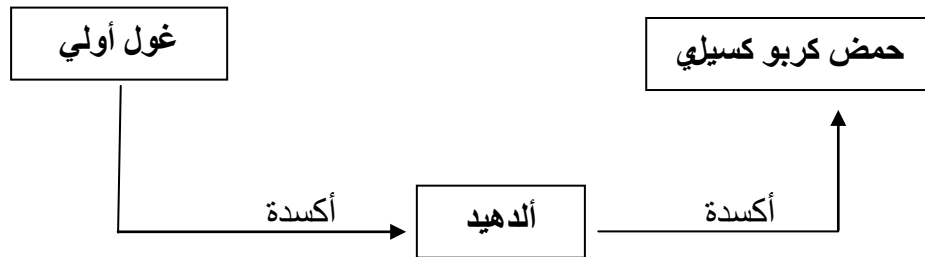 غول أولي
حمض كربو كسيلي
أكسدة
ألدهيد
أكسدة